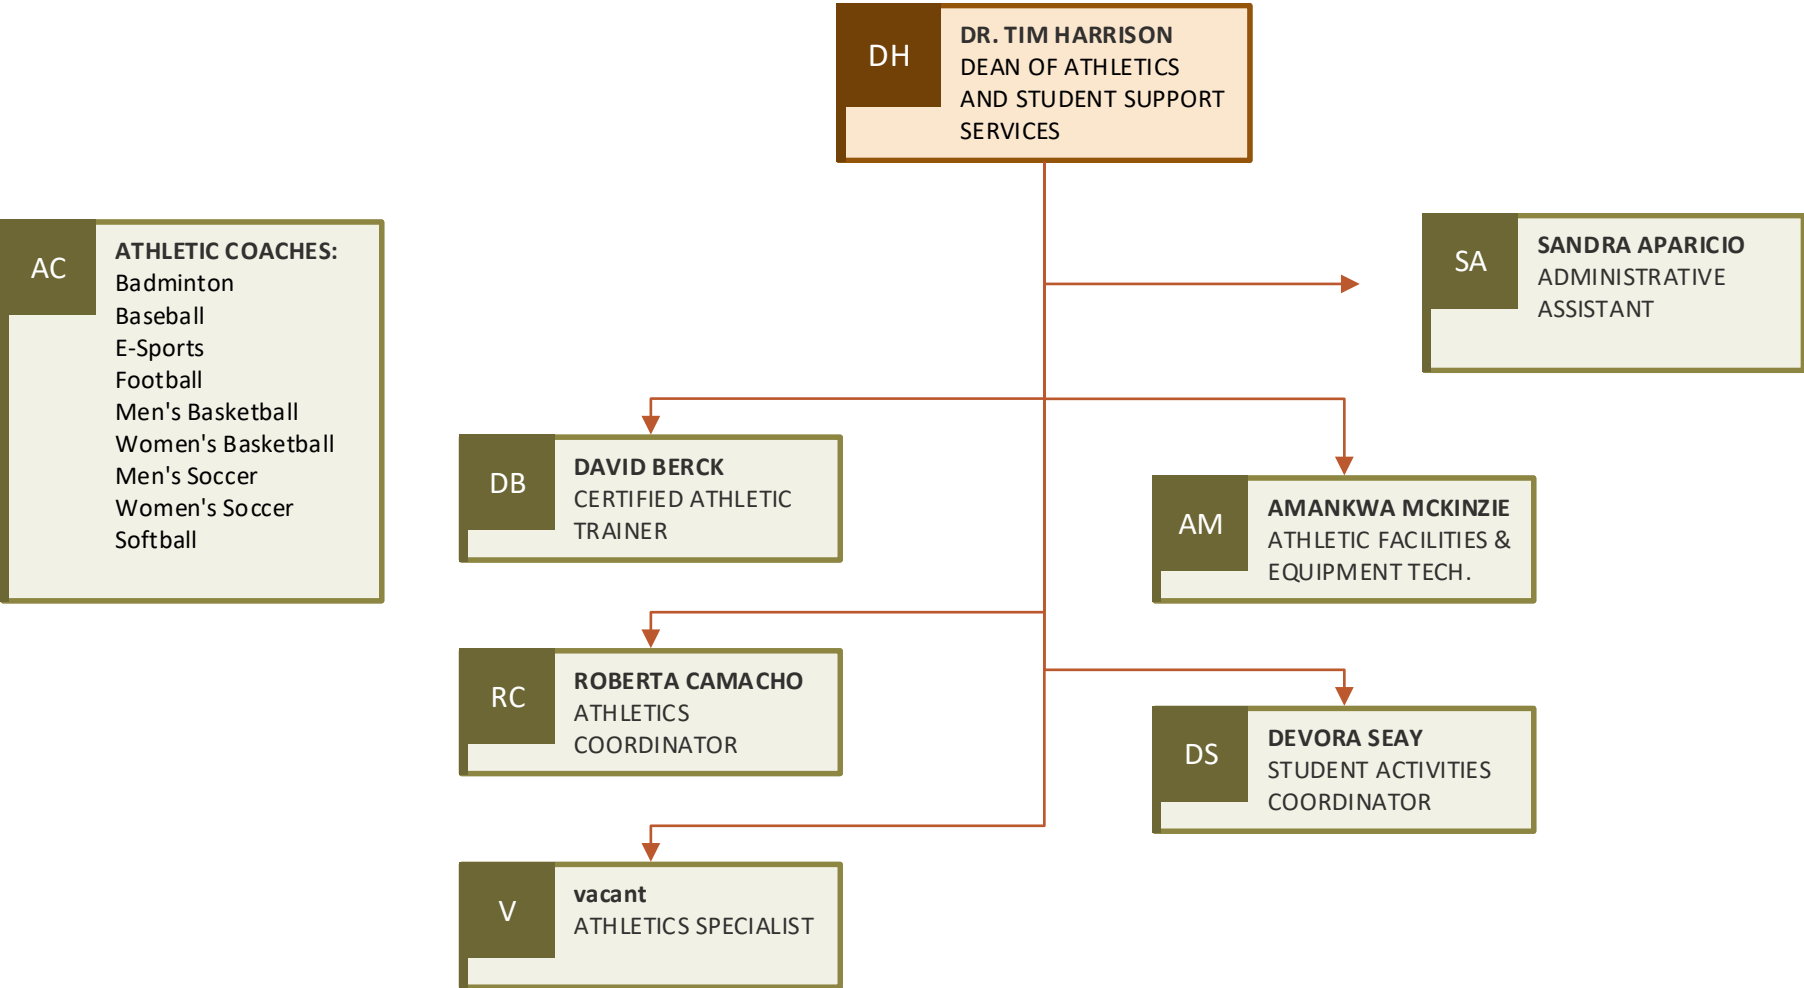 DH
DR. TIM HARRISON
DEAN OF ATHLETICS
AND STUDENT SUPPORT
SERVICES
AC
ATHLETIC COACHES:
Badminton
Baseball
E-Sports
Football
Men's Basketball
Women's Basketball
Men's Soccer
Women's Soccer
Softball
SA
SANDRA APARICIO
ADMINISTRATIVE
ASSISTANT
DB
DAVID BERCK
CERTIFIED ATHLETIC
TRAINER
AM
AMANKWA MCKINZIE
ATHLETIC FACILITIES &
EQUIPMENT TECH.
RC
ROBERTA CAMACHO
ATHLETICS
COORDINATOR
DS
DEVORA SEAY
STUDENT ACTIVITIES
COORDINATOR
V
vacant
ATHLETICS SPECIALIST